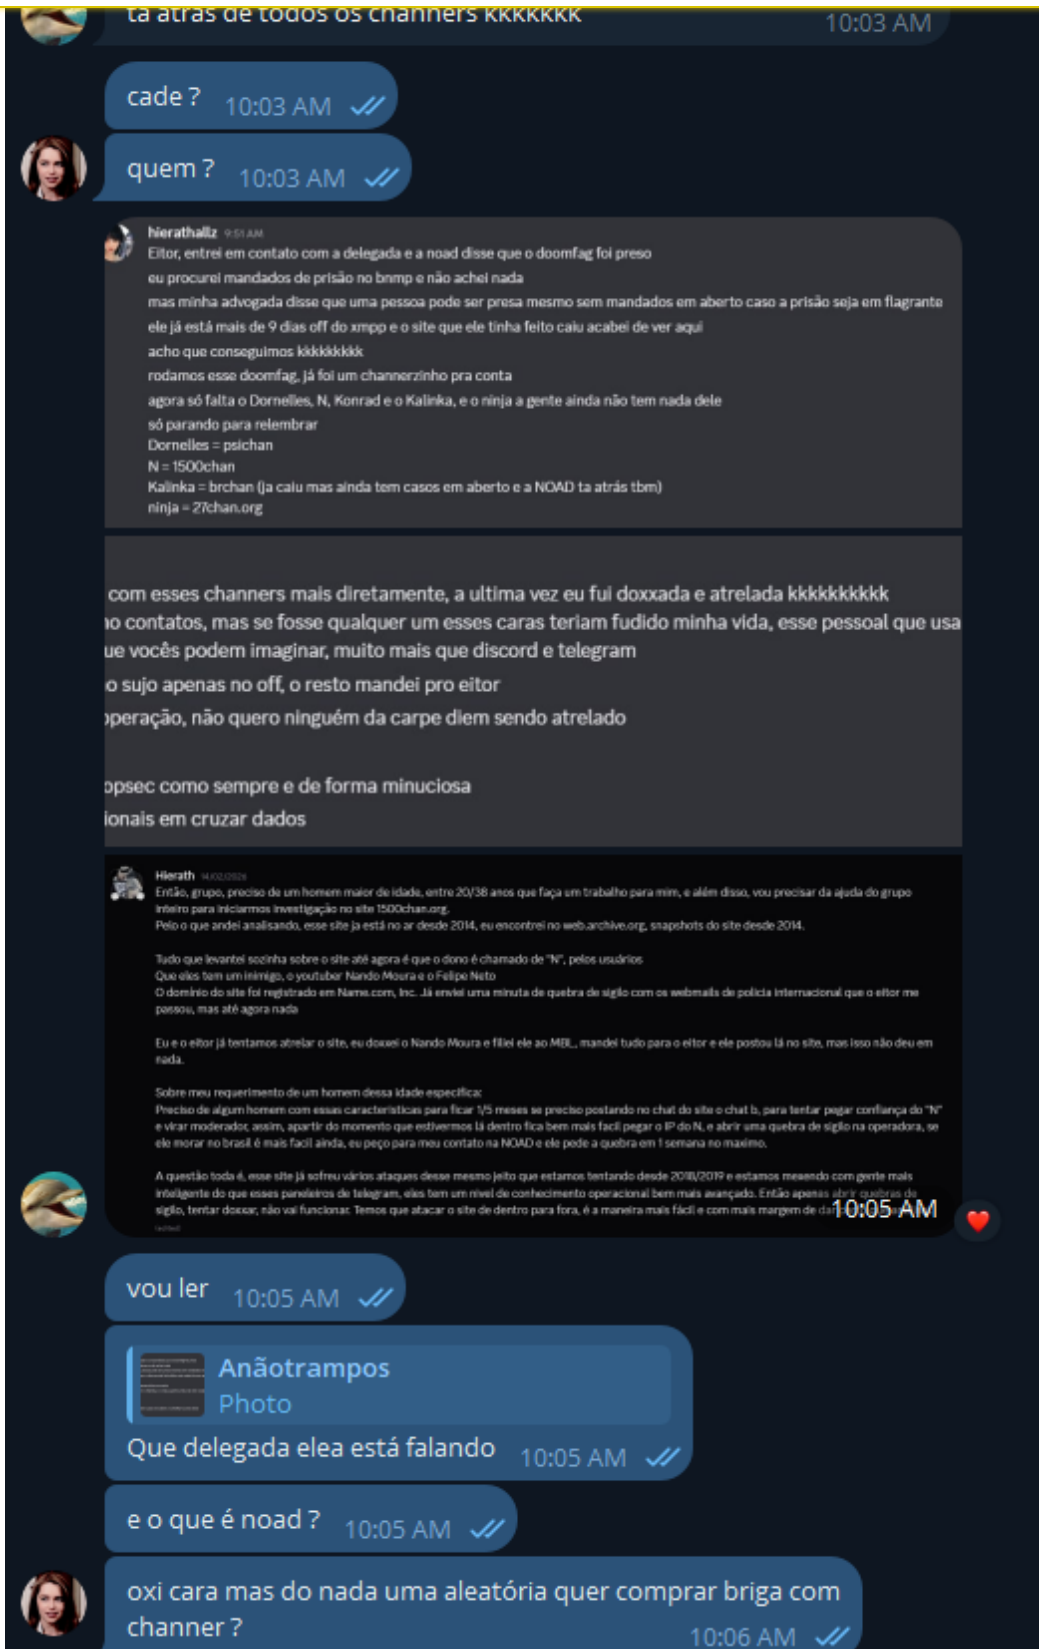 ta atrás de todos os channers kkkkkkk
10:03 AM
cade ? 10:03 AM
quem ? 10:03 AM
hierathallz 9:51 AM
Eitor, entrei em contato com a delegada e a noad disse que o doomfag foi preso
eu procurei mandados de prisão no bnmp e não achei nada
mas minha advogada disse que uma pessoa pode ser presa mesmo sem mandados em aberto caso a prisão seja em flagrante
ele já está mais de 9 dias off do xmpp e o site que ele tinha feito caiu acabei de ver aqui
acho que conseguimos kkkkkkkkk
rodamos esse doomfag, já foi um channerzinho pra conta
agora só falta o Dornelles, N, Konrad e o Kalinka, e o ninja a gente ainda não tem nada dele
só parando para relembrar
Dornelles = psichan
N = 1500chan
Kalinka = brchan (ja caiu mas ainda tem casos em aberto e a NOAD ta atrás tbm)
ninja = 27chan.org
com esses channers mais diretamente, a ultima vez eu fui doxxada e atrelada kkkkkkkkkk
o contatos, mas se fosse qualquer um esses caras teriam fudido minha vida, esse pessoal que usa
ue vocês podem imaginar, muito mais que discord e telegram
o sujo apenas no off, o resto mandei pro eitor
peração, não quero ninguém da carpe diem sendo atrelado
opsec como sempre e de forma minuciosa
ionais em cruzar dados
Hierath 14/02/2026
Então, grupo, preciso de um homem maior de idade, entre 20/38 anos que faça um trabalho para mim, e além disso, vou precisar da ajuda do grupo
inteiro para iniciarmos investigação no site 1500chan.org.
Pelo o que andei analisando, esse site ja está no ar desde 2014, eu encontrei no web.archive.org, snapshots do site desde 2014.
Tudo que levantei sozinha sobre o site até agora é que o dono é chamado de "N", pelos usuários
Que eles tem um inimigo, o youtuber Nando Moura e o Felipe Neto
O domínio do site foi registrado em Name.com, Inc. Já enviei uma minuta de quebra de sigilo com os webmails de policia internacional que o eitor me
passou, mas até agora nada
Eu e o eitor já tentamos atrelar o site, eu doxxei o Nando Moura e filiei ele ao MBL, mandei tudo para o eitor e ele postou lá no site, mas isso não deu em
nada.
Sobre meu requerimento de um homem dessa idade específica:
Preciso de algum homem com essas características para ficar 1/5 meses se preciso postando no chat do site o chat b, para tentar pegar confiança do "N"
e virar moderador, assim, apartir do momento que estivermos lá dentro fica bem mais facil pegar o IP do N, e abrir uma quebra de sigilo na operadora, se
ele morar no brasil é mais facil ainda, eu peço para meu contato na NOAD e ele pede a quebra em 1 semana no maximo.
A questão toda é, esse site já sofreu vários ataques desse mesmo jeito que estamos tentando desde 2018/2019 e estamos mexendo com gente mais
inteligente do que esses paneleiros de telegram, eles tem um nivel de conhecimento operacional bem mais avançado. Então apenas abrir quebras de
sigilo, tentar doxxar, não vai funcionar. Temos que atacar o site de dentro para fora, é a maneira mais fácil e com mais margem de
10:05 AM
vou ler 10:05 AM
Anãotrampos
Photo
Que delegada elea está falando 10:05 AM
e o que é noad ? 10:05 AM
oxi cara mas do nada uma aleatória quer comprar briga com
channer ? 10:06 AM